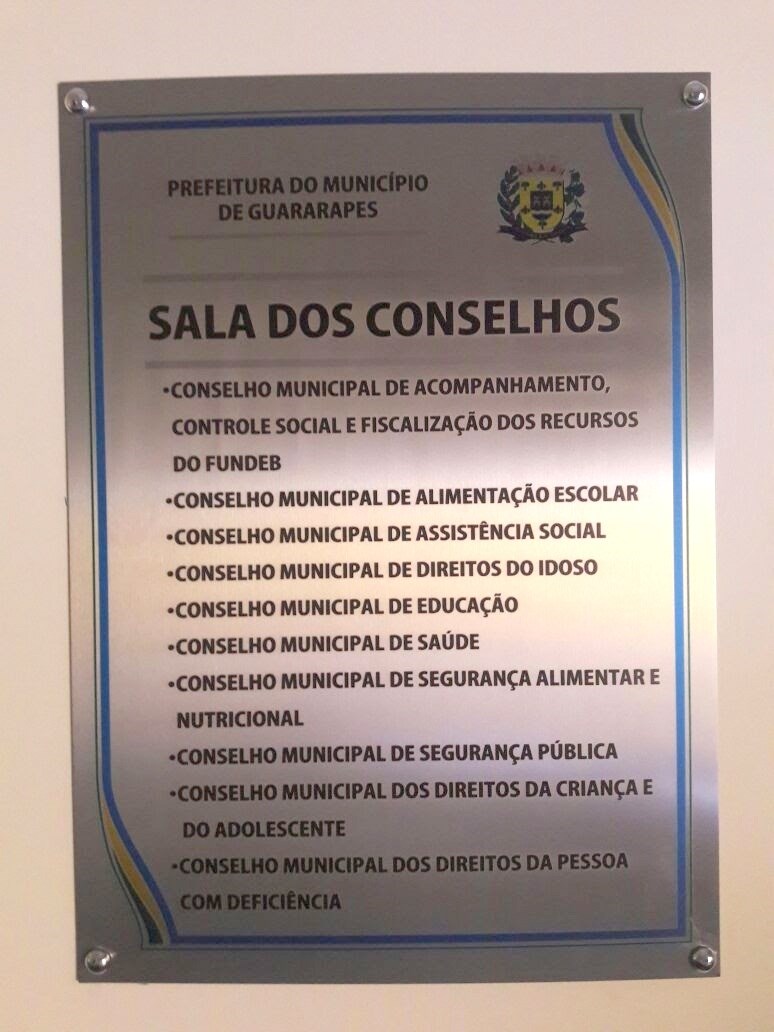 PREFEITURA DO MUNICÍPIO
DE GUARARAPES
SALA DOS CONSELHOS
•CONSELHO MUNICIPAL DE ACOMPANHAMENTO,
CONTROLE SOCIAL E FISCALIZAÇÃO DOS RECURSOS
DO FUNDEB
•CONSELHO MUNICIPAL DE ALIMENTAÇÃO ESCOLAR
•CONSELHO MUNICIPAL DE ASSISTÊNCIA SOCIAL
•CONSELHO MUNICIPAL DE DIREITOS DO IDOSO
•CONSELHO MUNICIPAL DE EDUCAÇÃO
•CONSELHO MUNICIPAL DE SAÚDE
•CONSELHO MUNICIPAL DE SEGURANÇA ALIMENTAR E
NUTRICIONAL
•CONSELHO MUNICIPAL DE SEGURANÇA PÚBLICA
•CONSELHO MUNICIPAL DOS DIREITOS DA CRIANÇA E
DO ADOLESCENTE
•CONSELHO MUNICIPAL DOS DIREITOS DA PESSOA
COM DEFICIÊNCIA